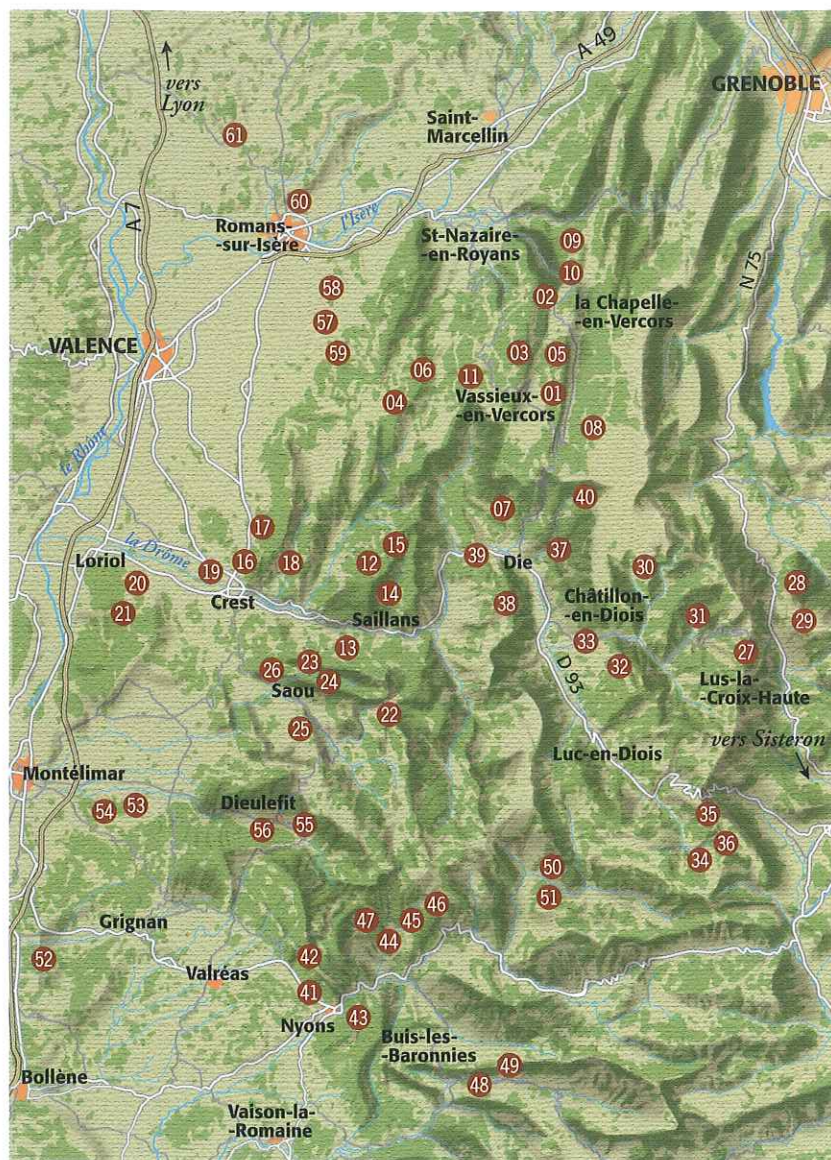 A 49
GRENOBLE
vers
Lyon
Saint-
Marcellin
61
60
A 7
Romans-
-sur-Isère
l'Isère
St-Nazaire-
-en-Royans
09
10
N 75
58
02
la Chapelle-
-en-Vercors
57
VALENCE
59
03
05
06
11
Vassieux-
-en-Vercors
01
04
08
le Rhône
40
07
17
15
37
la Drôme
39
Die
Loriol
16
18
12
30
19
20
28
Crest
14
38
Châtillon-
-en-Diois
21
Saillans
31
29
33
13
27
23
32
26
Lus-la-
-Croix-Haute
24
Saou
D 93
22
25
vers Sisteron
Luc-en-Diois
Montélimar
53
54
Dieulefit
35
55
56
36
34
50
51
46
47
45
Grignan
44
52
42
Valréas
41
Nyons
43
Buis-les-
-Baronnies
49
48
Bollène
Vaison-la-
-Romaine